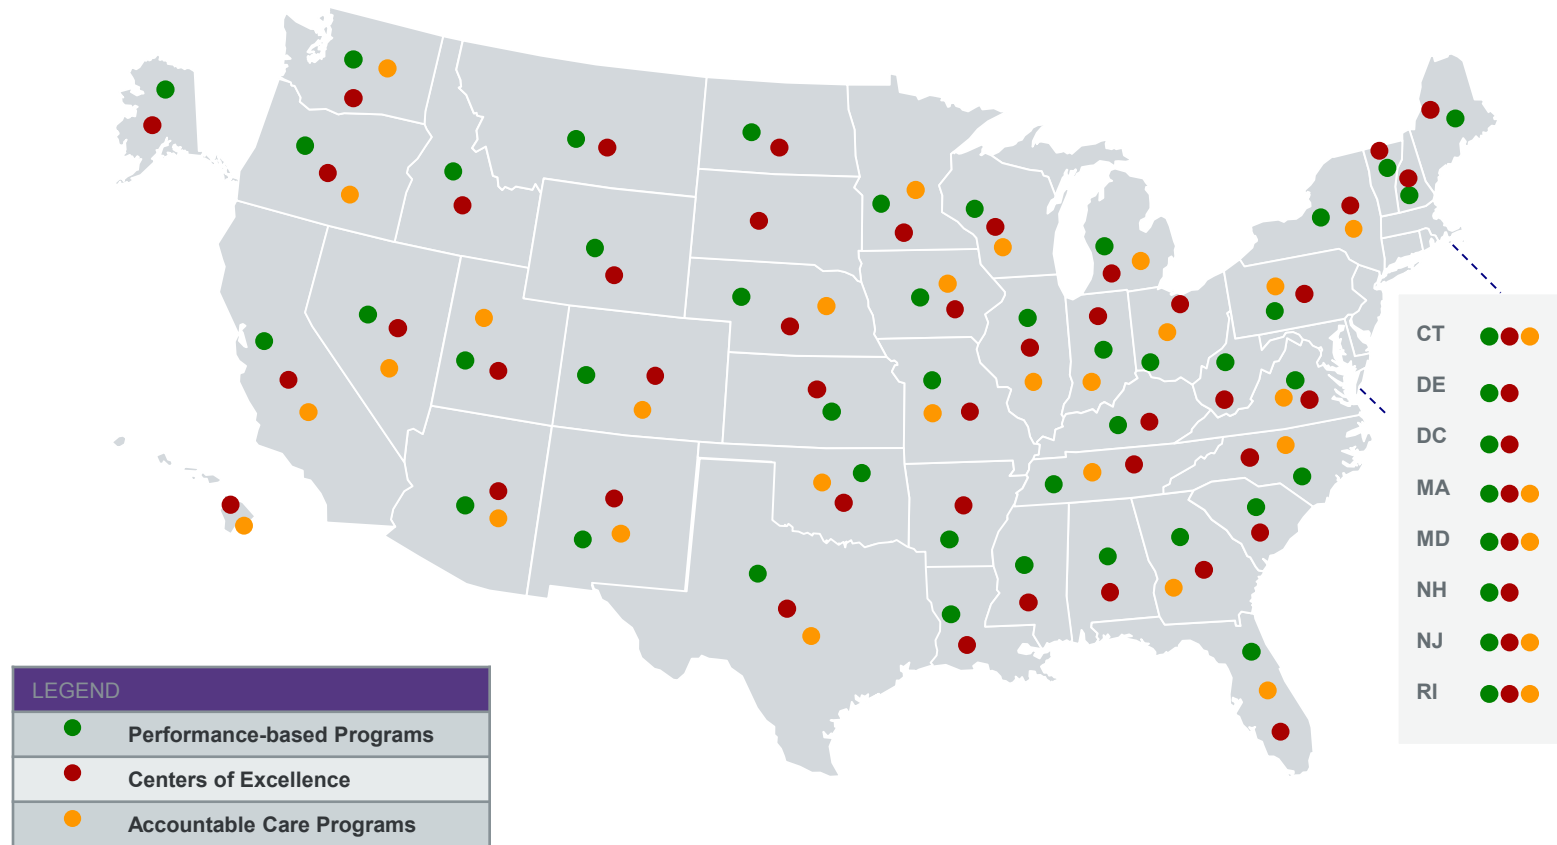 CT
DE
DC
MA
MD
NH
NJ
RI
LEGEND
Performance-based Programs
Centers of Excellence
Accountable Care Programs